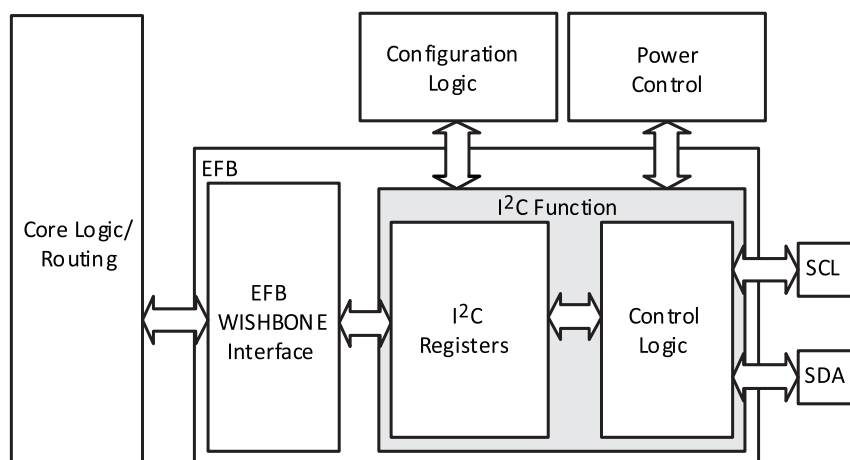 Configuration
Logic
Power
Control
EFB
I²C Function
Core Logic/
Routing
EFB
WISHBONE
Interface
I²C
Registers
Control
Logic
SCL
SDA